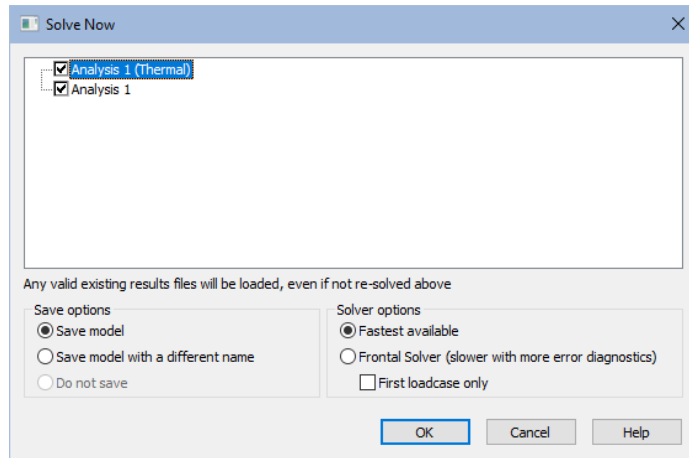 Solve Now
Analysis 1 (Thermal)
Analysis 1
Any valid existing results files will be loaded, even if not re-solved above
Save options
Save model
Save model with a different name
Do not save
Solver options
Fastest available
Frontal Solver (slower with more error diagnostics)
First loadcase only
OK Cancel Help